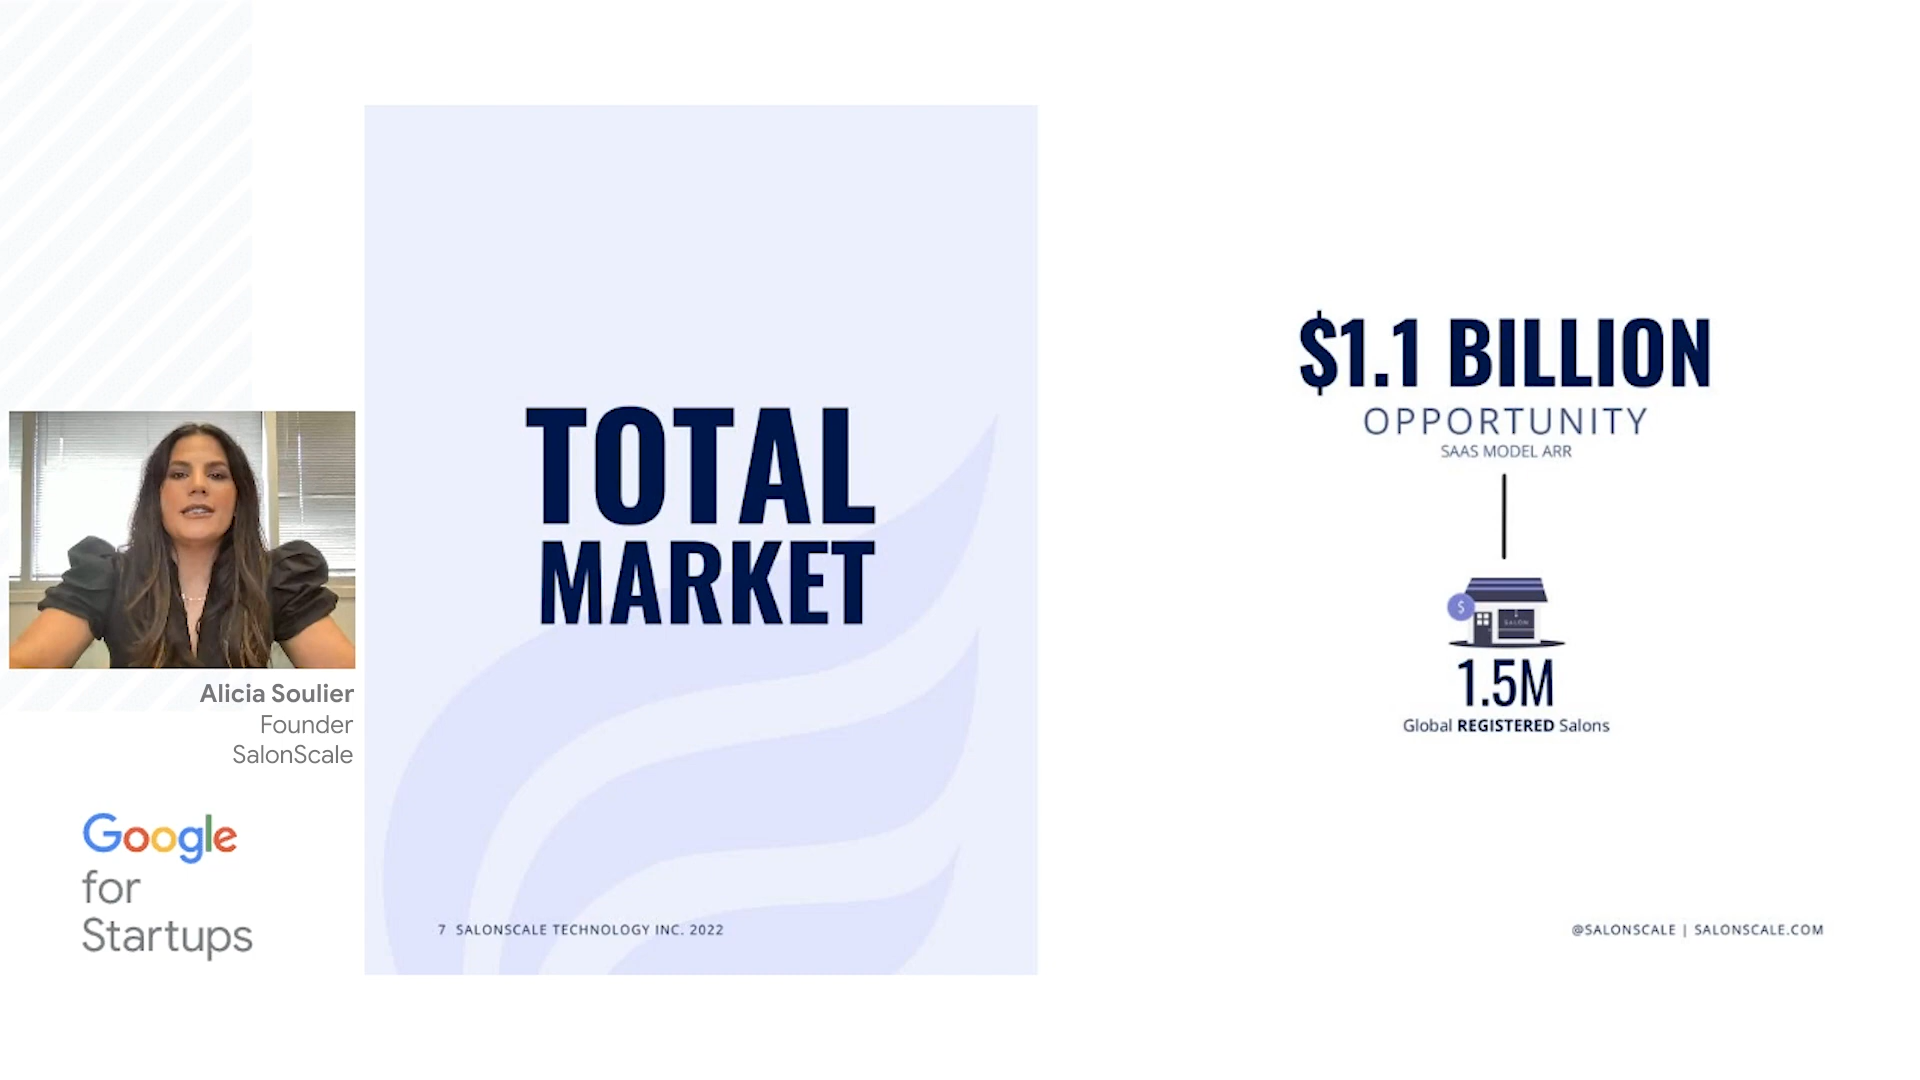 Alicia Soulier
Founder
SalonScale
Google
for
Startups
TOTAL
MARKET
7 SALONSCALE TECHNOLOGY INC. 2022
$1.1 BILLION
OPPORTUNITY
SAAS MODEL ARR
$
SALON
1.5M
Global REGISTERED Salons
@SALONSCALE | SALONSCALE.COM